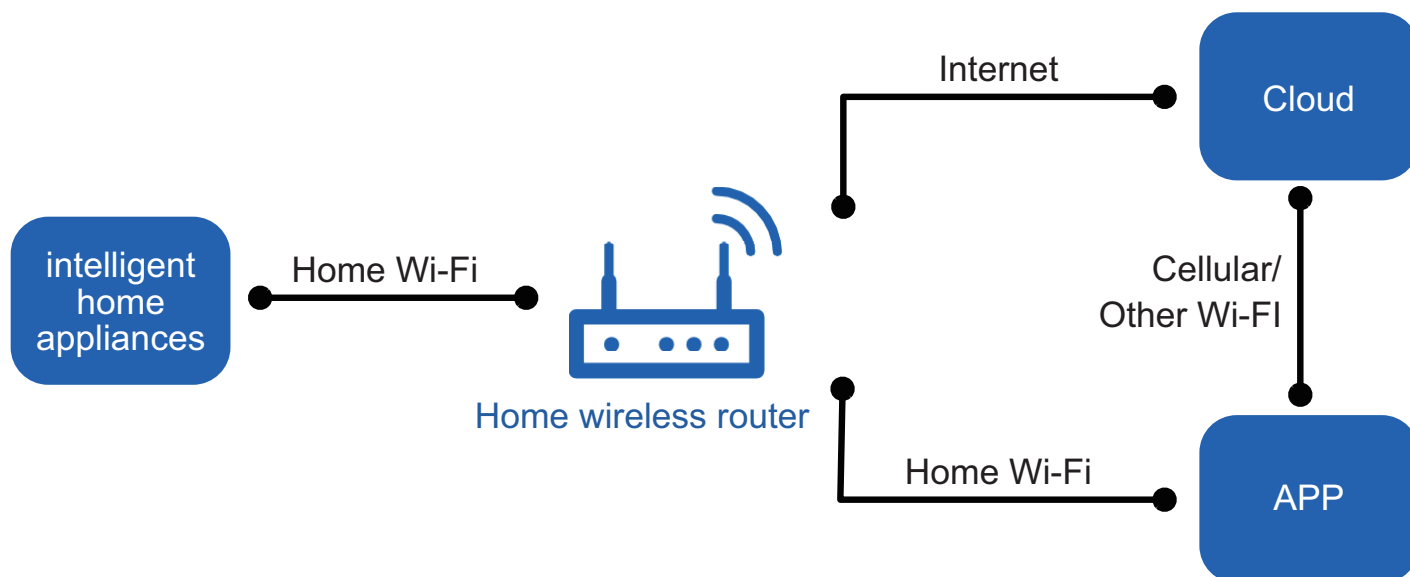 Internet
Cloud
intelligent
home
appliances
Home Wi-Fi
Cellular/
Other Wi-FI
Home wireless router
Home Wi-Fi
APP